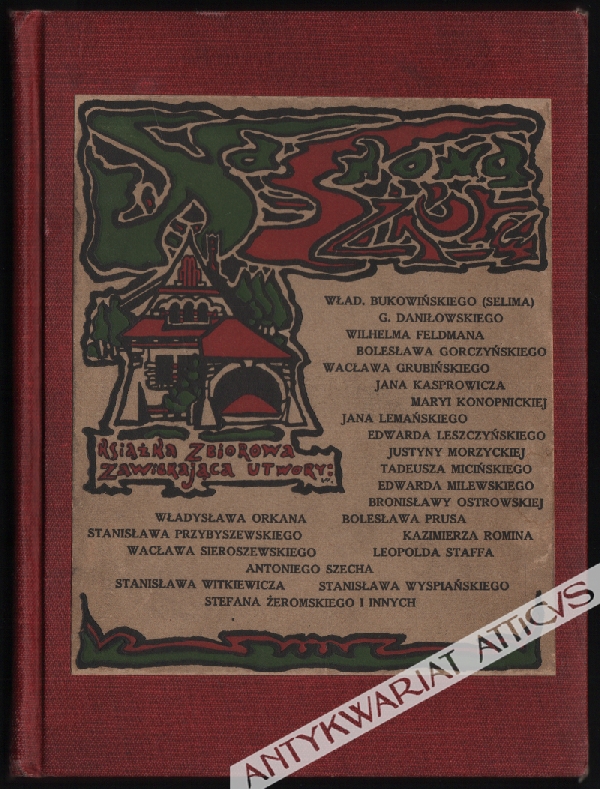 nową
KSIĄŻKA ZBIOROWA
ZAWIERAJĄCA UTWORY:
WŁAD. BUKOWIŃSKIEGO (SELIMA)
G. DANIŁOWSKIEGO
WILHELMA FELDMANA
BOLESŁAWA GORCZYŃSKIEGO
WACŁAWA GRUBIŃSKIEGO
JANA KASPROWICZA
MARYI KONOPNICKIEJ
JANA LEMAŃSKIEGO
EDWARDA LESZCZYŃSKIEGO
JUSTYNY MORZYCKIEJ
TADEUSZA MICIŃSKIEGO
EDWARDA MILEWSKIEGO
BRONISŁAWY OSTROWSKIEJ
WŁADYSŁAWA ORKANA BOLESŁAWA PRUSA
STANISŁAWA PRZYBYSZEWSKIEGO KAZIMIERZA ROMINA
WACŁAWA SIEROSZEWSKIEGO LEOPOLDA STAFFA
ANTONIEGO SZECHA
STANISŁAWA WITKIEWICZA STANISŁAWA WYSPIAŃSKIEGO
STEFANA ŻEROMSKIEGO I INNYCH
ANTYKWARIAT ATTICVS